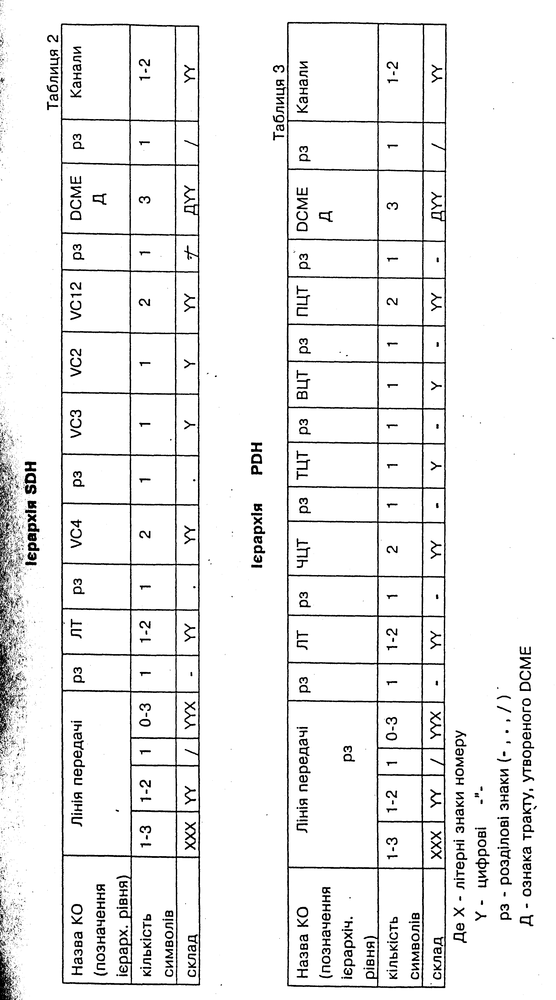 Ієрархія SDH
Таблиця 2
Назва КО (позначення ієрарх. рівня) Лінія передачі рз ЛТ рз VC4 рз VC3 VC2 VC12 рз DCME Д рз Канали
кількість символів 1-3 1-2 1 0-3 1 1-2 1 2 1 1 1 2 1 3 1 1-2
склад XXX YY / YYX - YY . YY . Y Y YY ДYY / YY
Ієрархія PDH
Таблиця 3
Назва КО (позначення ієрархіч. рівня) Лінія передачі рз рз ЛТ рз ЧЦТ рз ТЦТ рз ВЦТ рз ПЦТ рз DCME Д рз Канали
кількість символів 1-3 1-2 1 0-3 1 1-2 1 2 1 1 1 1 1 2 1 3 1 1-2
склад XXX YY / YYX - YY - YY - Y - Y - YY - ДYY / YY
Де X - літерні знаки номеру
Y - цифрові -"-
рз - розділові знаки (- , . , / )
Д - ознака тракту, утвореного DCME